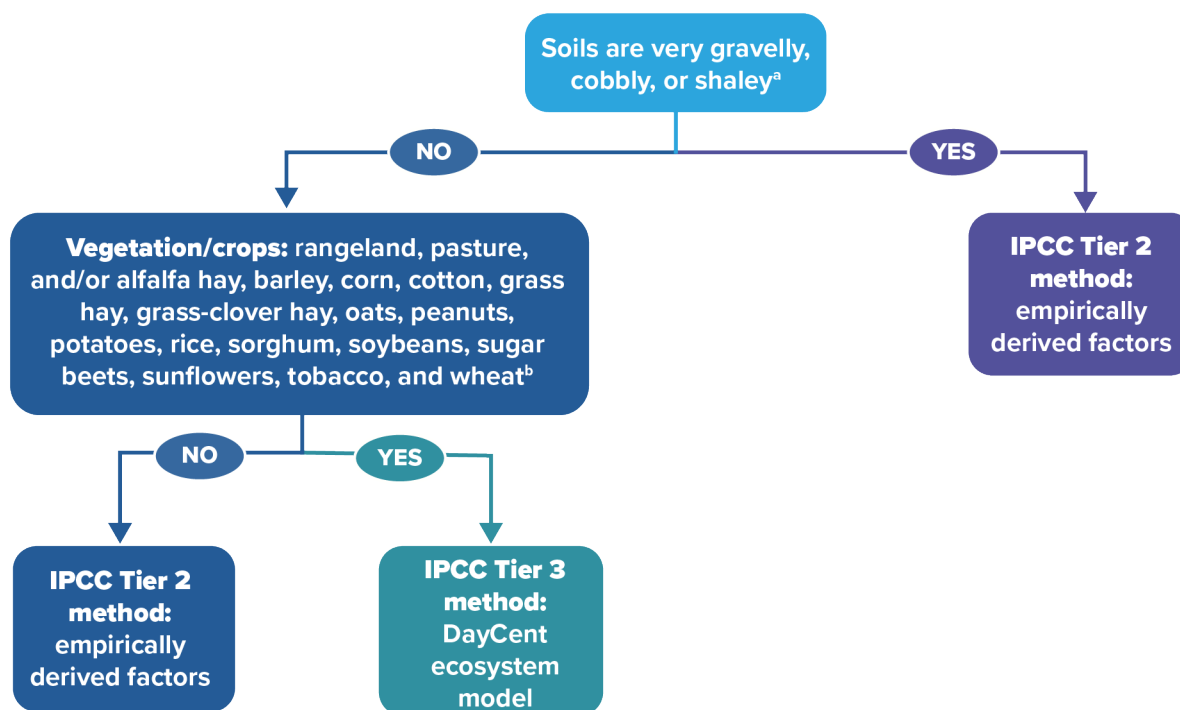 Soils are very gravelly,
cobbly, or shaleyᵃ
NO
YES
Vegetation/crops: rangeland, pasture,
and/or alfalfa hay, barley, corn, cotton, grass
hay, grass-clover hay, oats, peanuts,
potatoes, rice, sorghum, soybeans, sugar
beets, sunflowers, tobacco, and wheatᵇ
IPCC Tier 2
method:
empirically
derived factors
NO
YES
IPCC Tier 2
method:
empirically
derived factors
IPCC Tier 3
method:
DayCent
ecosystem
model